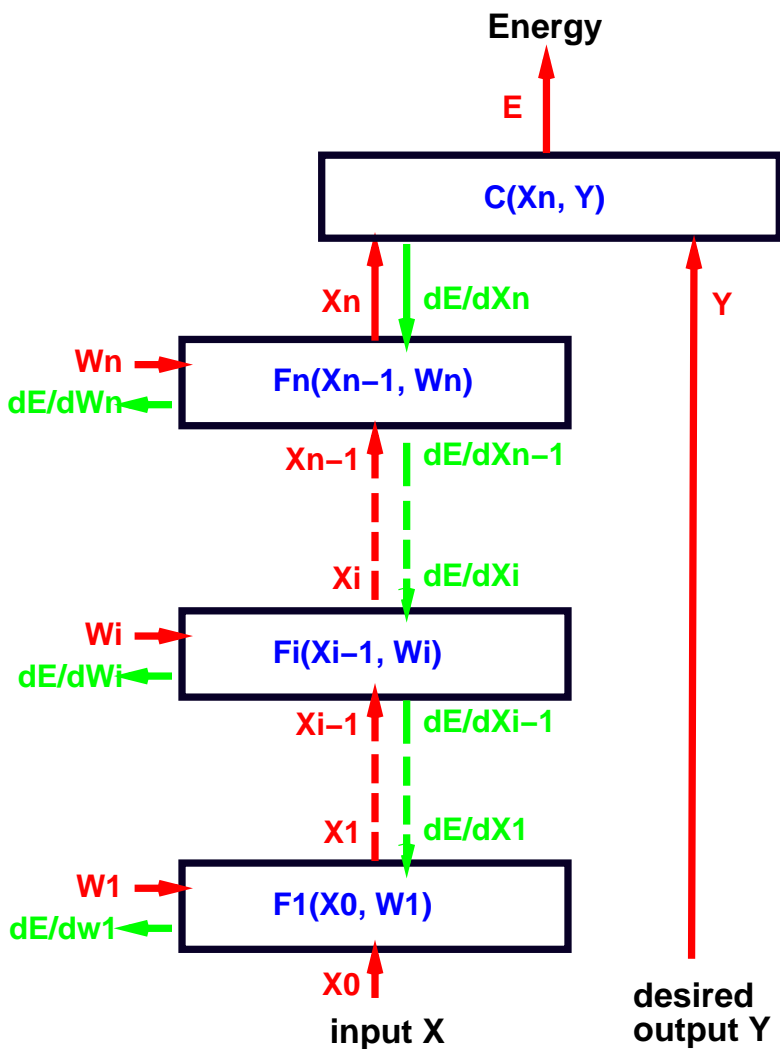 Energy
E
C(Xn, Y)
Xn
dE/dXn
Y
Wn
Fn(Xn−1, Wn)
dE/dWn
Xn−1
dE/dXn−1
Xi
dE/dXi
Wi
Fi(Xi−1, Wi)
dE/dWi
Xi−1
dE/dXi−1
X1
dE/dX1
W1
F1(X0, W1)
dE/dw1
X0
input X
desired
output Y